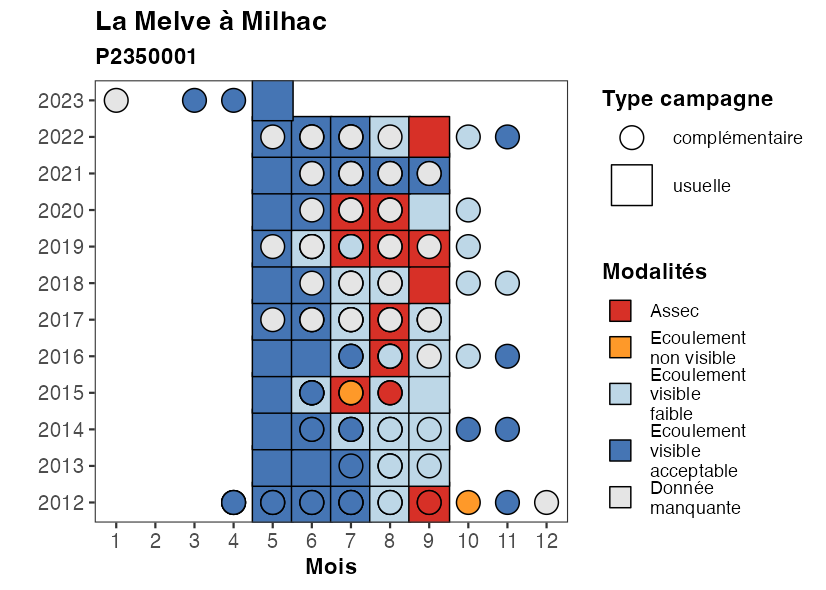 La Melve à Milhac
P2350001
2023
2022
2021
2020
2019
2018
2017
2016
2015
2014
2013
2012
1 2 3 4 5 6 7 8 9 10 11 12
Mois
Type campagne
complémentaire
usuelle
Modalités
Assec
Ecoulement
non visible
Ecoulement
visible
faible
Ecoulement
visible
acceptable
Donnée
manquante